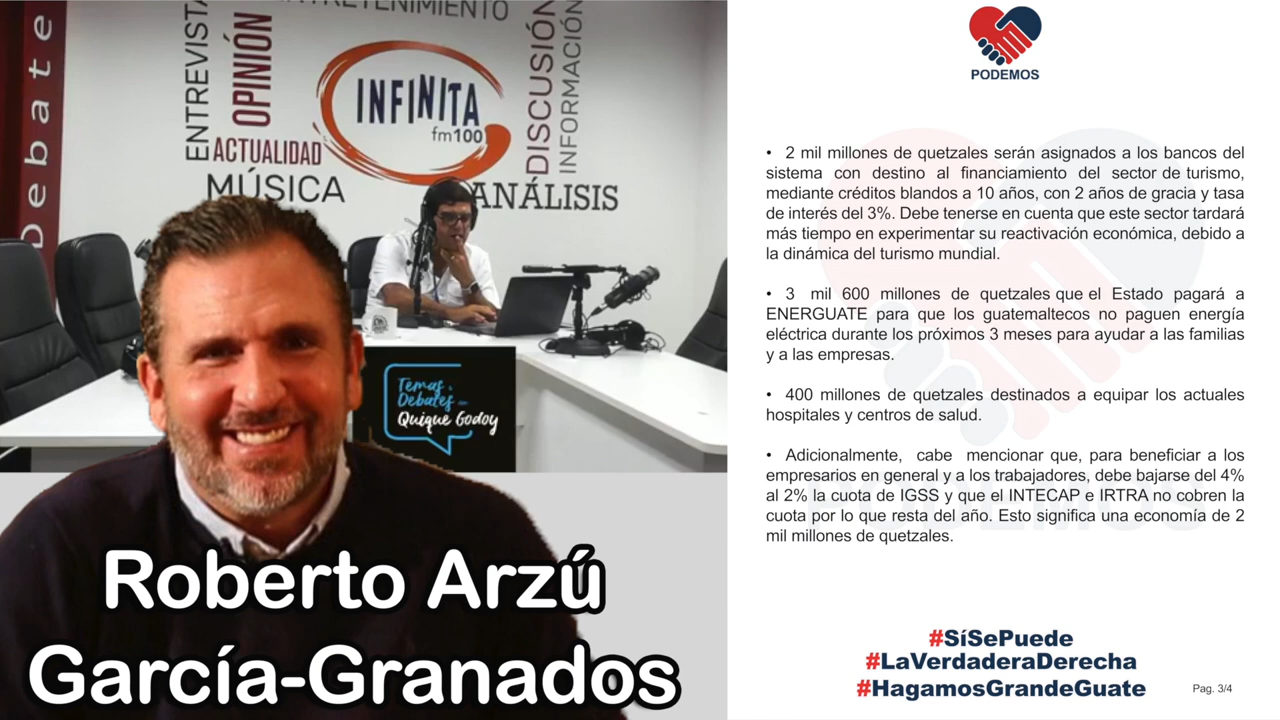 Debate
ENTREVISTA
OPINIÓN
ENTRETENIMIENTO
DISCUSIÓN
INFORMACIÓN
INFINITA
fm100
ACTUALIDAD
MÚSICA
ANÁLISIS
Temas &
Debates
Quique Godoy
Roberto Arzú
García-Granados
PODEMOS
• 2 mil millones de quetzales serán asignados a los bancos del
sistema con destino al financiamiento del sector de turismo,
mediante créditos blandos a 10 años, con 2 años de gracia y tasa
de interés del 3%. Debe tenerse en cuenta que este sector tardará
más tiempo en experimentar su reactivación económica, debido a
la dinámica del turismo mundial.
• 3 mil 600 millones de quetzales que el Estado pagará a
ENERGUATE para que los guatemaltecos no paguen energía
eléctrica durante los próximos 3 meses para ayudar a las familias
y a las empresas.
• 400 millones de quetzales destinados a equipar los actuales
hospitales y centros de salud.
• Adicionalmente, cabe mencionar que, para beneficiar a los
empresarios en general y a los trabajadores, debe bajarse del 4%
al 2% la cuota de IGSS y que el INTECAP e IRTRA no cobren la
cuota por lo que resta del año. Esto significa una economía de 2
mil millones de quetzales.
#SíSePuede
#LaVerdaderaDerecha
#HagamosGrandeGuate
Pag. 3/4